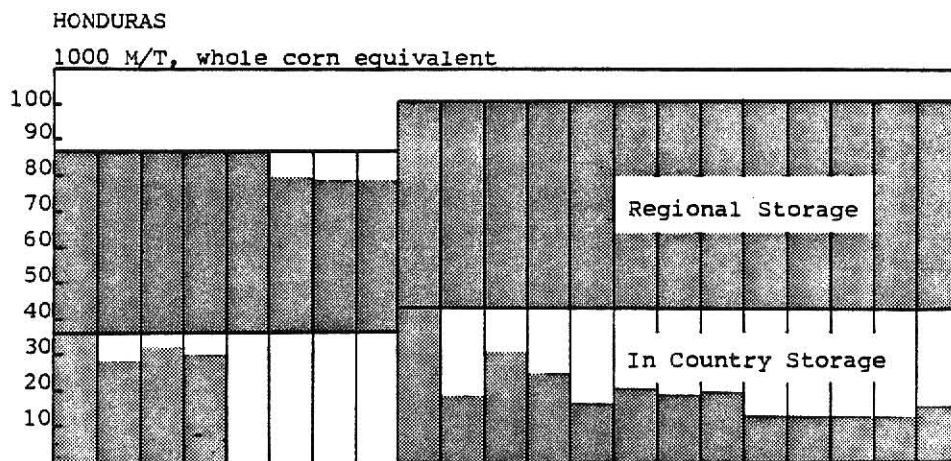 HONDURAS
1000 M/T, whole corn equivalent
100
90
80
70
60
50
40
30
20
10
Regional Storage
In Country Storage